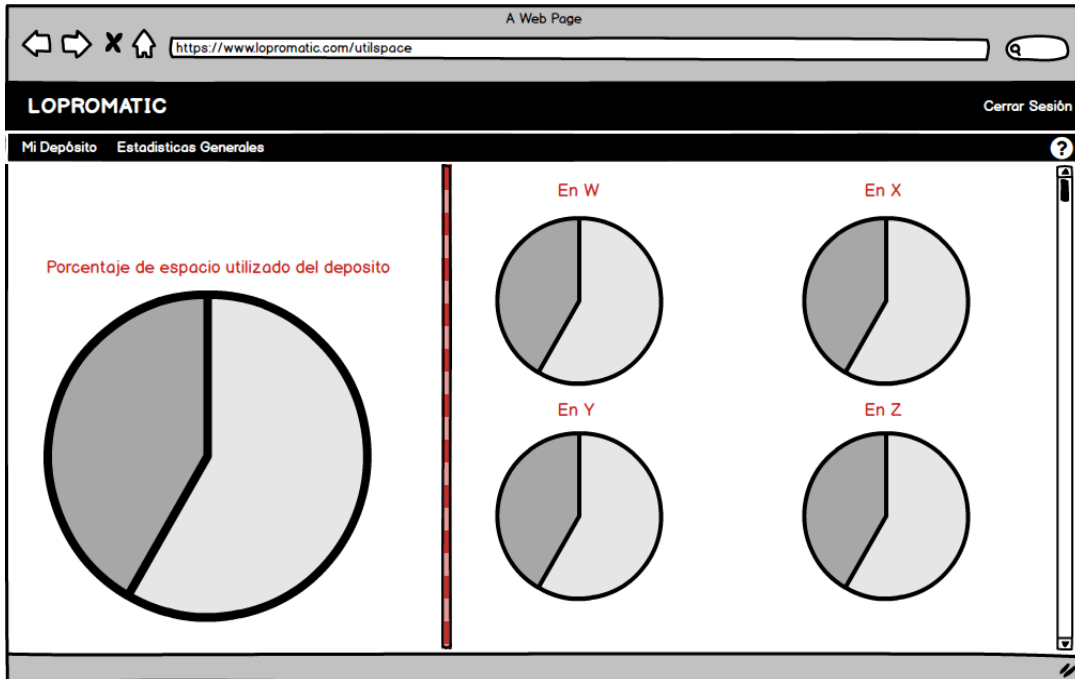 A Web Page
https://www.lopromatic.com/utilspace
LOPROMATIC
Cerrar Sesión
Mi Depósito Estadisticas Generales
?
Porcentaje de espacio utilizado del deposito
En W
En X
En Y
En Z